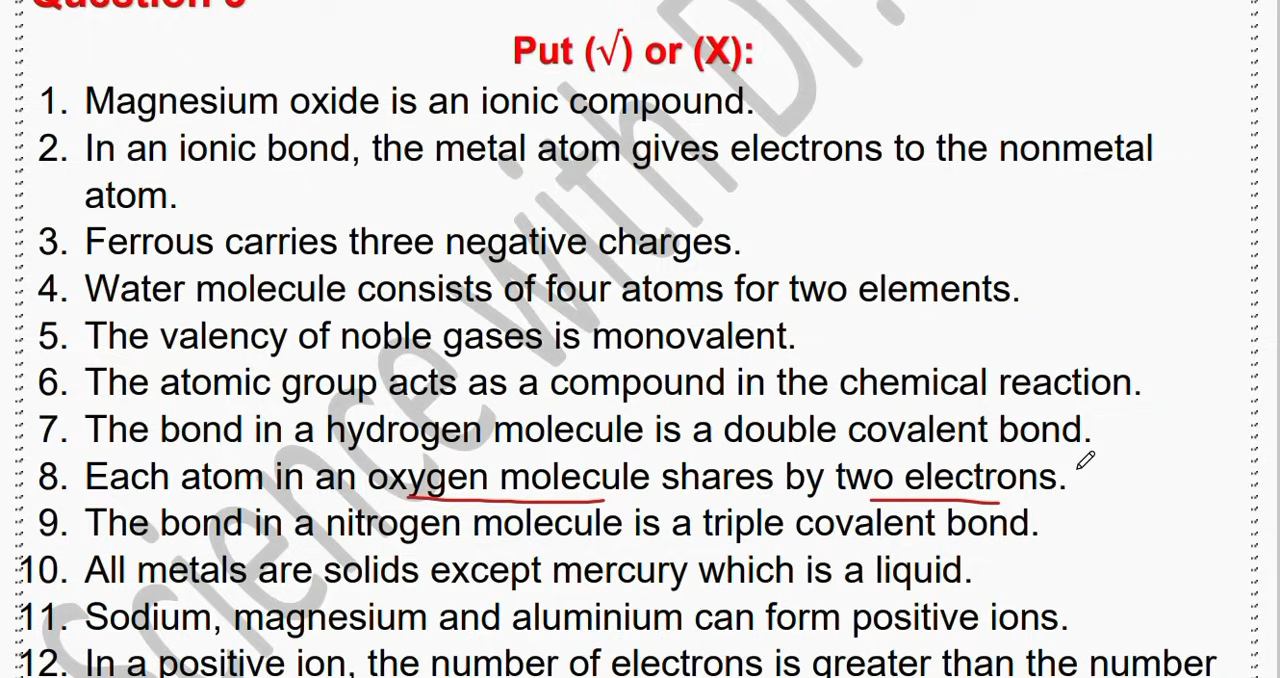 Question
Put (√) or (X):
1. Magnesium oxide is an ionic compound.
2. In an ionic bond, the metal atom gives electrons to the nonmetal
atom.
3. Ferrous carries three negative charges.
4. Water molecule consists of four atoms for two elements.
5. The valency of noble gases is monovalent.
6. The atomic group acts as a compound in the chemical reaction.
7. The bond in a hydrogen molecule is a double covalent bond.
8. Each atom in an oxygen molecule shares by two electrons.
9. The bond in a nitrogen molecule is a triple covalent bond.
10. All metals are solids except mercury which is a liquid.
11. Sodium, magnesium and aluminium can form positive ions.
12. In a positive ion, the number of electrons is greater than the number
Science with Dr.